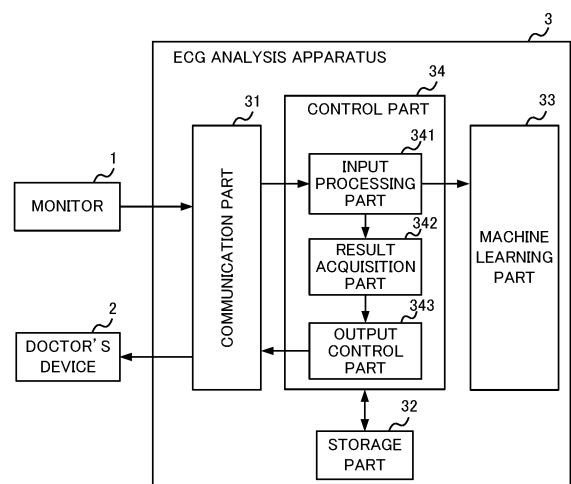 3
ECG ANALYSIS APPARATUS
34
31
CONTROL PART
33
341
1
INPUT
PROCESSING
PART
MONITOR
COMMUNICATION PART
342
RESULT
ACQUISITION
PART
MACHINE
LEARNING
PART
2
343
DOCTOR'S
DEVICE
OUTPUT
CONTROL
PART
32
STORAGE
PART